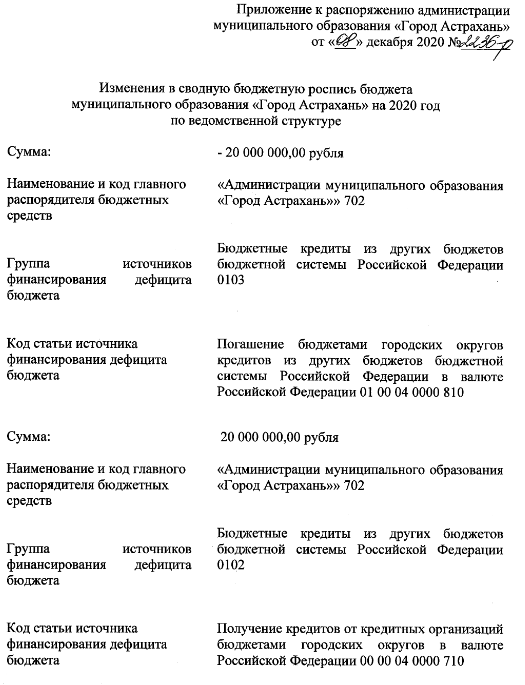 Приложение к распоряжению администрации
муниципального образования «Город Астрахань»
от «08» декабря 2020 №2236-р
Изменения в сводную бюджетную роспись бюджета
муниципального образования «Город Астрахань» на 2020 год
по ведомственной структуре
Сумма: - 20 000 000,00 рубля
Наименование и код главного «Администрации муниципального образования
распорядителя бюджетных «Город Астрахань»» 702
средств
Бюджетные кредиты из других бюджетов
Группа источников бюджетной системы Российской Федерации
финансирования дефицита 0103
бюджета
Код статьи источника Погашение бюджетами городских округов
финансирования дефицита кредитов из других бюджетов бюджетной
бюджета системы Российской Федерации в валюте
Российской Федерации 01 00 04 0000 810
Сумма: 20 000 000,00 рубля
Наименование и код главного «Администрации муниципального образования
распорядителя бюджетных «Город Астрахань»» 702
средств
Бюджетные кредиты из других бюджетов
Группа источников бюджетной системы Российской Федерации
финансирования дефицита 0102
бюджета
Код статьи источника Получение кредитов от кредитных организаций
финансирования дефицита бюджетами городских округов в валюте
бюджета Российской Федерации 00 00 04 0000 710